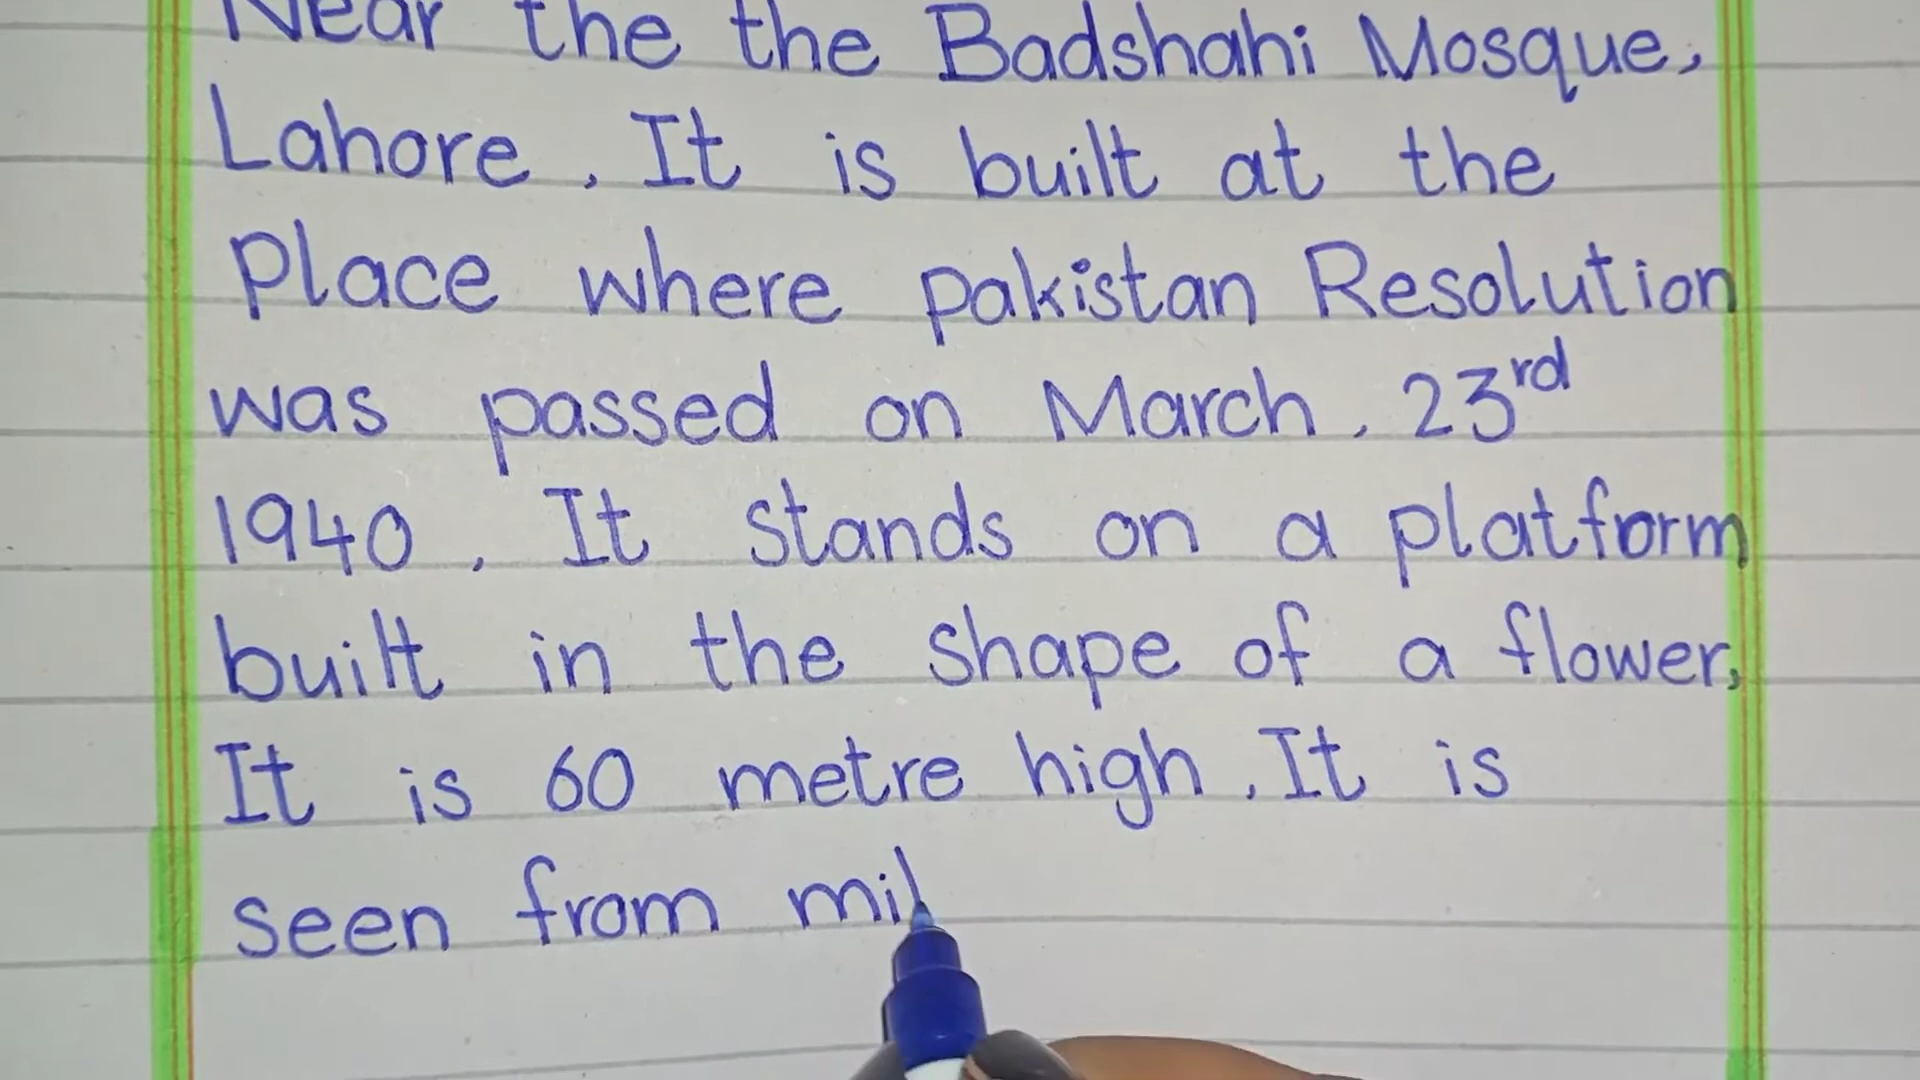 Near the the Badshahi Mosque,
Lahore. It is built at the
Place where pakistan Resolution
was passed on March, 23rd
1940. It stands on a platform
built in the shape of a flower,
It is 60 metre high. It is
seen from mil